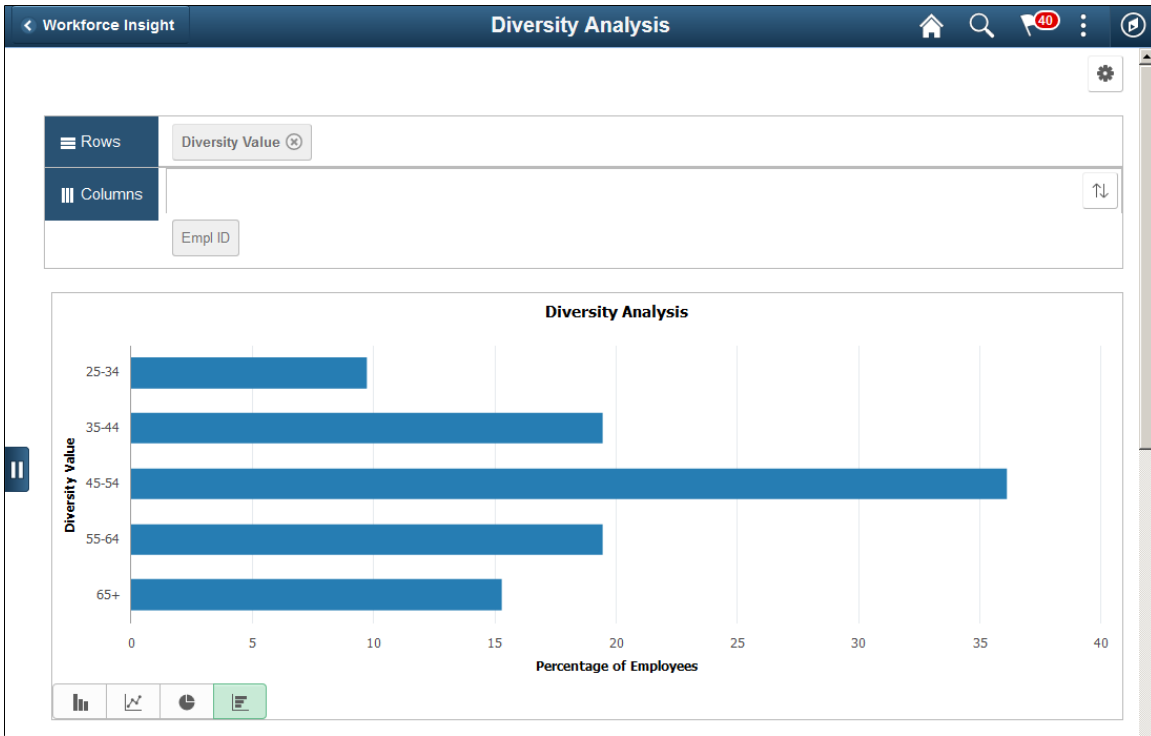 Workforce Insight
Diversity Analysis
40
Rows
Diversity Value
Columns
Empl ID
Diversity Analysis
Diversity Value
25-34
35-44
45-54
55-64
65+
0 5 10 15 20 25 30 35 40
Percentage of Employees